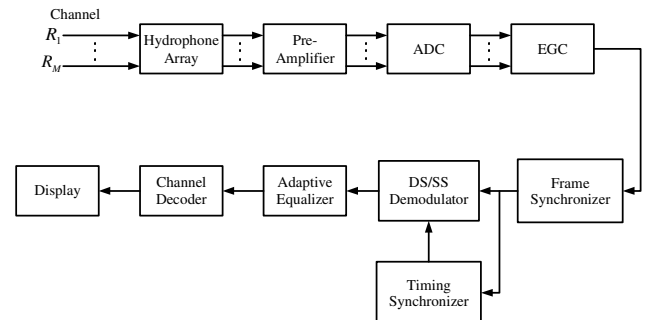 Channel
R1
RM
Hydrophone
Array
Pre-
Amplifier
ADC
EGC
Display
Channel
Decoder
Adaptive
Equalizer
DS/SS
Demodulator
Frame
Synchronizer
Timing
Synchronizer